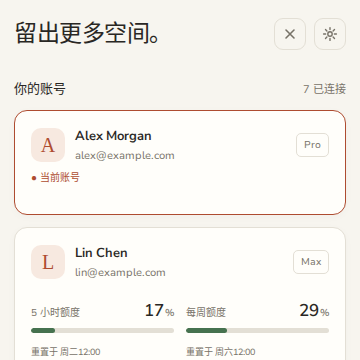 留出更多空间。
你的账号 7 已连接
A Alex Morgan Pro
alex@example.com
● 当前账号
L Lin Chen Max
lin@example.com
5 小时额度 17% 每周额度 29%
重置于 周二12:00 重置于 周六12:00